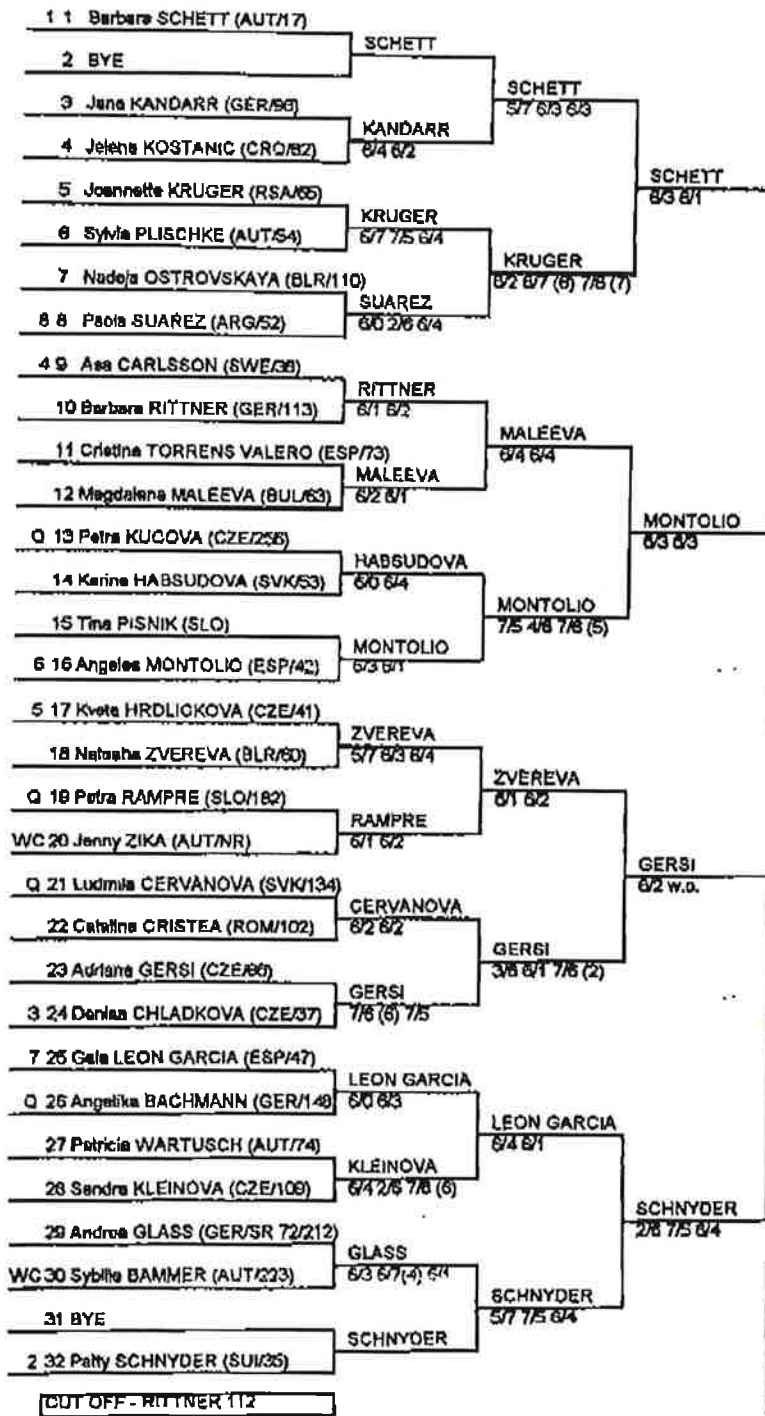 1 1 Barbara SCHETT (AUT/17)
2 BYE
3 Jana KANDARR (GER/96)
4 Jelena KOSTANIC (CRO/82)
5 Joannette KRUGER (RSA/65)
6 Sylvia PLISCHKE (AUT/54)
7 Nadeja OSTROVSKAYA (BLR/110)
8 8 Paola SUAREZ (ARG/52)
4 9 Asa CARLSSON (SWE/38)
10 Barbara RITTNER (GER/113)
11 Cristina TORRENS VALERO (ESP/73)
12 Magdalena MALEEVA (BUL/63)
Q 13 Petra KUCOVA (CZE/256)
14 Karina HABSUDOVA (SVK/53)
15 Tina PISNIK (SLO)
6 16 Angeles MONTOLIO (ESP/42)
5 17 Kveta HRDLICKOVA (CZE/41)
18 Natasha ZVEREVA (BLR/60)
Q 19 Petra RAMPRE (SLO/182)
WC 20 Jenny ZIKA (AUT/NR)
Q 21 Ludmila CERVANOVA (SVK/134)
22 Catalina CRISTEA (ROM/102)
23 Adriana GERSI (CZE/86)
3 24 Denisa CHLADKOVA (CZE/37)
7 25 Gala LEON GARCIA (ESP/47)
Q 26 Angelika BACHMANN (GER/148)
27 Patricia WARTUSCH (AUT/74)
28 Sandra KLEINOVA (CZE/109)
29 Andrea GLASS (GER/SR 72/212)
WC 30 Sybille BAMMER (AUT/223)
31 BYE
2 32 Patty SCHNYDER (SUI/35)
CUT OFF - RITTNER 112
SCHETT
KANDARR
6/4 6/2
KRUGER
6/7 7/5 6/4
SUAREZ
6/0 2/6 6/4
RITTNER
6/1 6/2
MALEEVA
6/2 6/1
HABSUDOVA
6/0 6/4
MONTOLIO
6/3 6/1
ZVEREVA
5/7 6/3 6/4
RAMPRE
6/1 6/2
CERVANOVA
6/2 6/2
GERSI
7/6 (6) 7/5
LEON GARCIA
6/0 6/3
KLEINOVA
6/4 2/6 7/6 (6)
GLASS
6/3 6/7(4)
SCHNYDER
SCHETT
5/7 6/3 6/3
KRUGER
6/2 6/7 (6) 7/6 (7)
MALEEVA
6/4 6/4
MONTOLIO
7/5 4/6 7/6 (5)
ZVEREVA
6/1 6/2
GERSI
3/6 6/1 7/6 (2)
LEON GARCIA
6/4 6/1
SCHNYDER
5/7 7/5 6/4
SCHETT
6/3 6/1
MONTOLIO
6/3 6/3
GERSI
6/2 w.o.
SCHNYDER
2/6 7/5 6/4